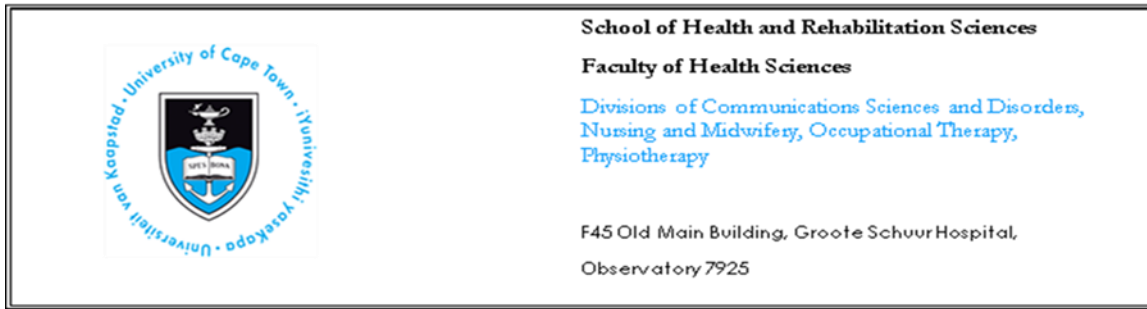 University of Cape Town · iYunivesithi yaseKapa · Universiteit van Kaapstad ·
SPES BONA
School of Health and Rehabilitation Sciences
Faculty of Health Sciences
Divisions of Communications Sciences and Disorders,
Nursing and Midwifery, Occupational Therapy,
Physiotherapy
F45 Old Main Building, Groote Schuur Hospital,
Observatory 7925